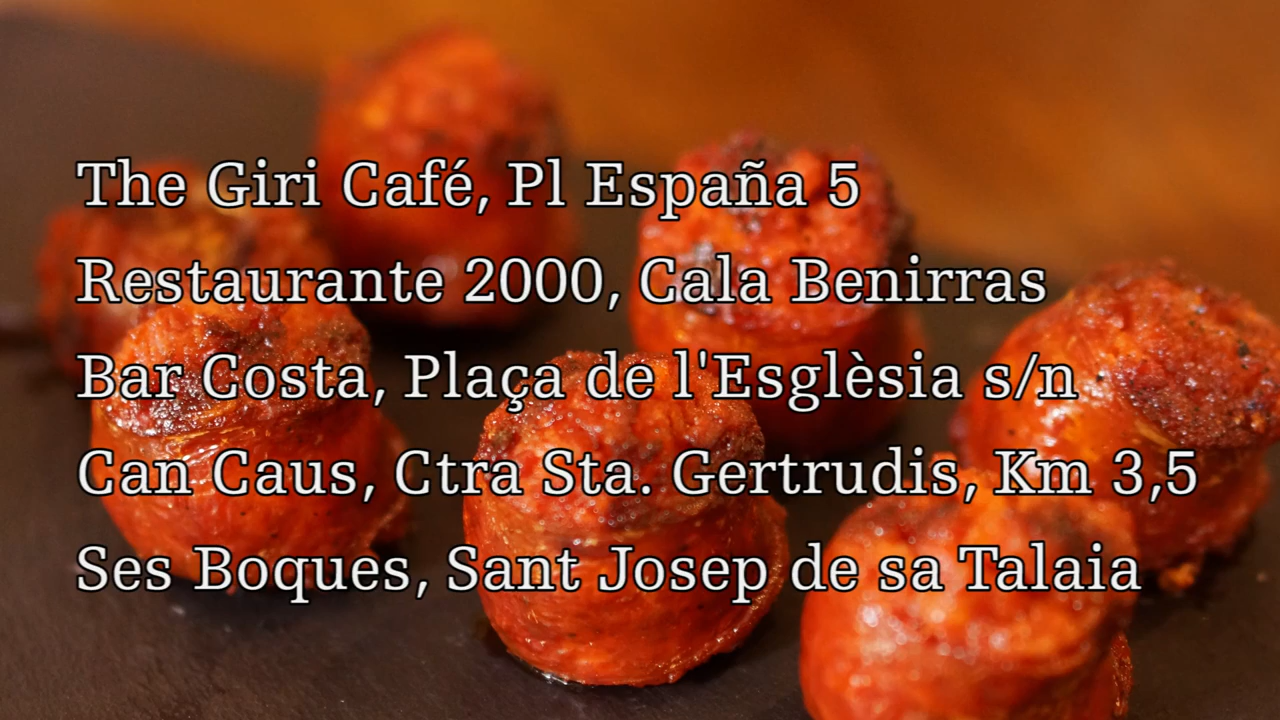 The Giri Café, Pl España 5
Restaurante 2000, Cala Benirras
Bar Costa, Plaça de l'Esglèsia s/n
Can Caus, Ctra Sta. Gertrudis, Km 3,5
Ses Boques, Sant Josep de sa Talaia